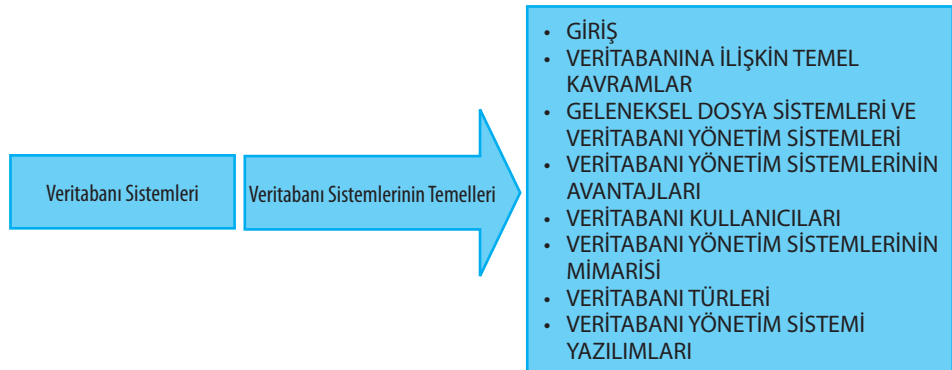 Veritabanı Sistemleri
Veritabanı Sistemlerinin Temelleri
• GİRİŞ
• VERİTABANINA İLİŞKİN TEMEL
KAVRAMLAR
• GELENEKSEL DOSYA SİSTEMLERİ VE
VERİTABANI YÖNETİM SİSTEMLERİ
• VERİTABANI YÖNETİM SİSTEMLERİNİN
AVANTAJLARI
• VERİTABANI KULLANICILARI
• VERİTABANI YÖNETİM SİSTEMLERİNİN
MİMARİSİ
• VERİTABANI TÜRLERİ
• VERİTABANI YÖNETİM SİSTEMİ
YAZILIMLARI